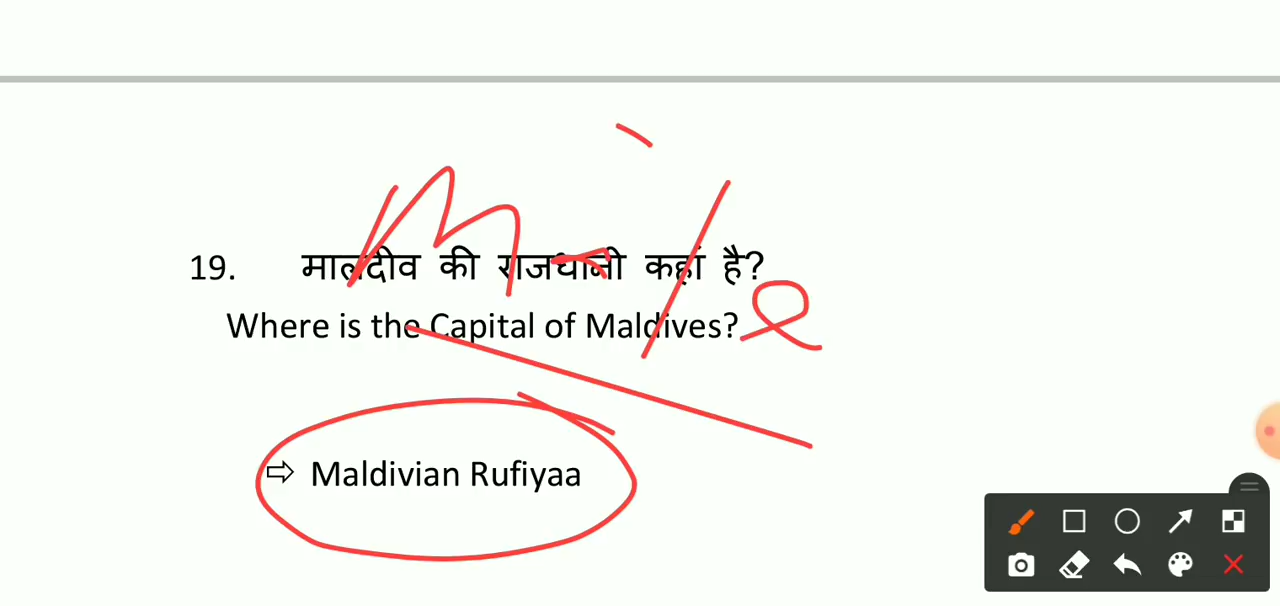 19. मालदीव की राजधानी कहां है?
Where is the Capital of Maldives?
Male
⇨ Maldivian Rufiyaa